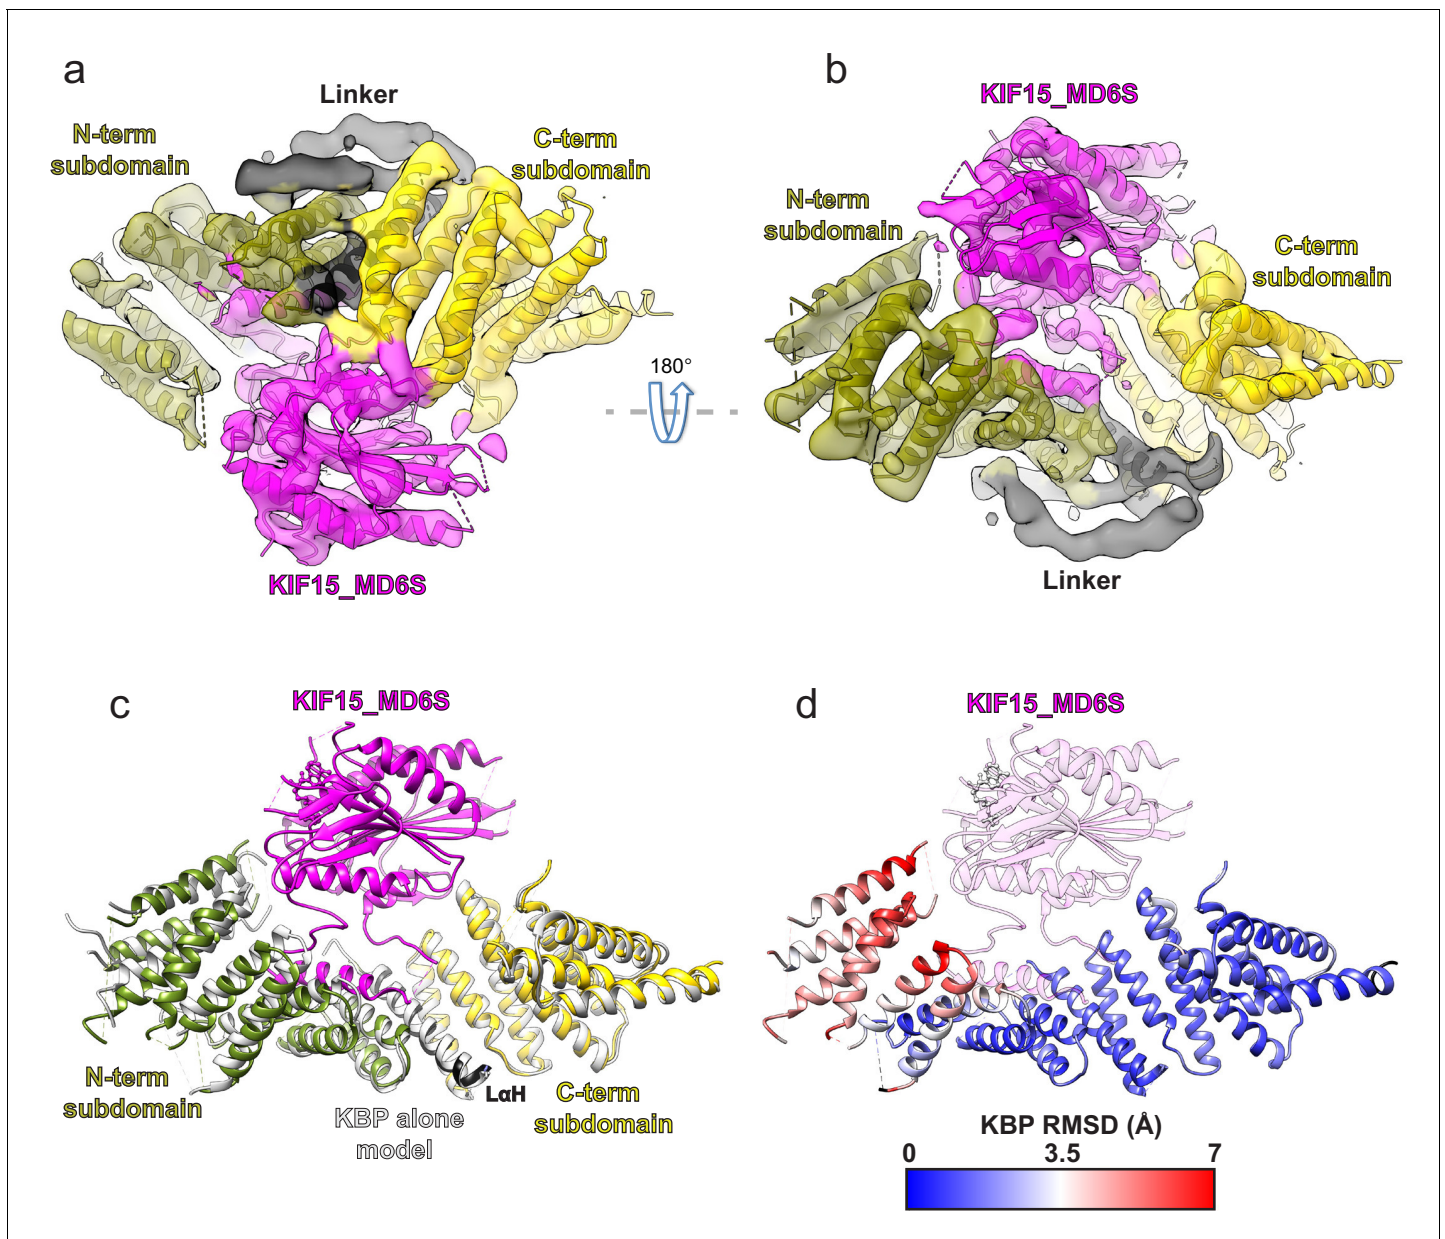 a
Linker
N-term
subdomain
C-term
subdomain
KIF15_MD6S
180°
b
KIF15_MD6S
N-term
subdomain
C-term
subdomain
Linker
c
KIF15_MD6S
N-term
subdomain
KBP alone
model
LαH
C-term
subdomain
d
KIF15_MD6S
KBP RMSD (Å)
0 3.5 7